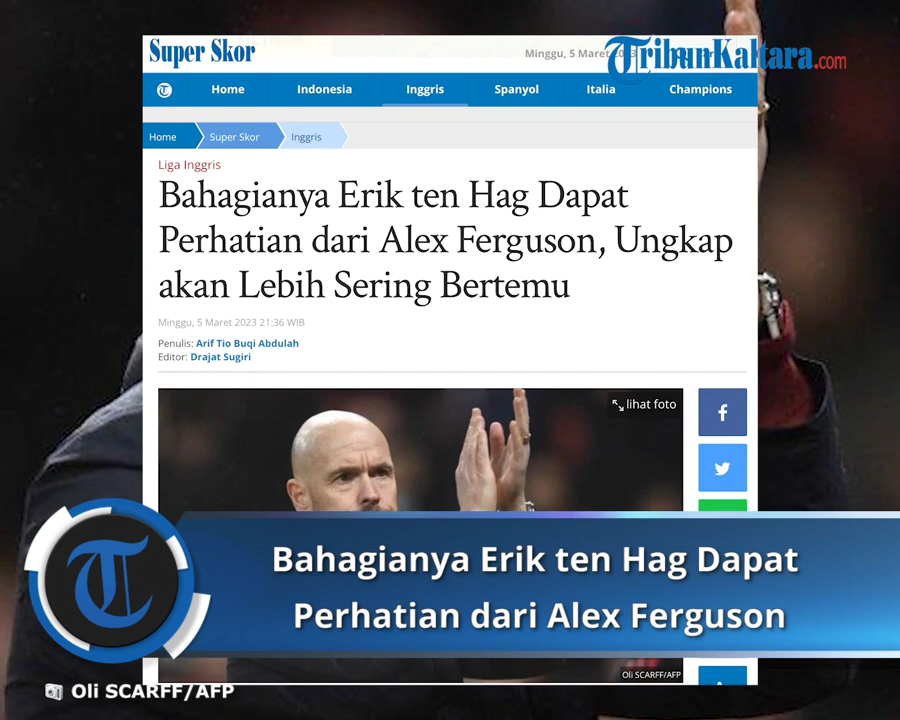 Super Skor
Minggu, 5 Maret
TribunKaltara.com
Home
Indonesia
Inggris
Spanyol
Italia
Champions
Home
Super Skor
Inggris
Liga Inggris
Bahagianya Erik ten Hag Dapat
Perhatian dari Alex Ferguson, Ungkap
akan Lebih Sering Bertemu
Minggu, 5 Maret 2023 21:36 WIB
Penulis: Arif Tio Buqi Abdulah
Editor: Drajat Sugiri
lihat foto
Bahagianya Erik ten Hag Dapat
Perhatian dari Alex Ferguson
Oli SCARFF/AFP
Oli SCARFF/AFP